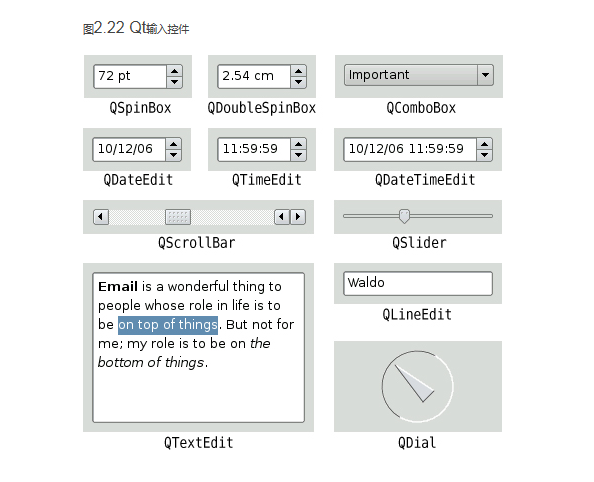 图2.22 Qt输入控件
72 pt
2.54 cm
Important
QSpinBox
QDoubleSpinBox
QComboBox
10/12/06
11:59:59
10/12/06 11:59:59
QDateEdit
QTimeEdit
QDateTimeEdit
QScrollBar
QSlider
Email is a wonderful thing to
people whose role in life is to
be on top of things. But not for
me; my role is to be on the
bottom of things.
Waldo
QLineEdit
QTextEdit
QDial